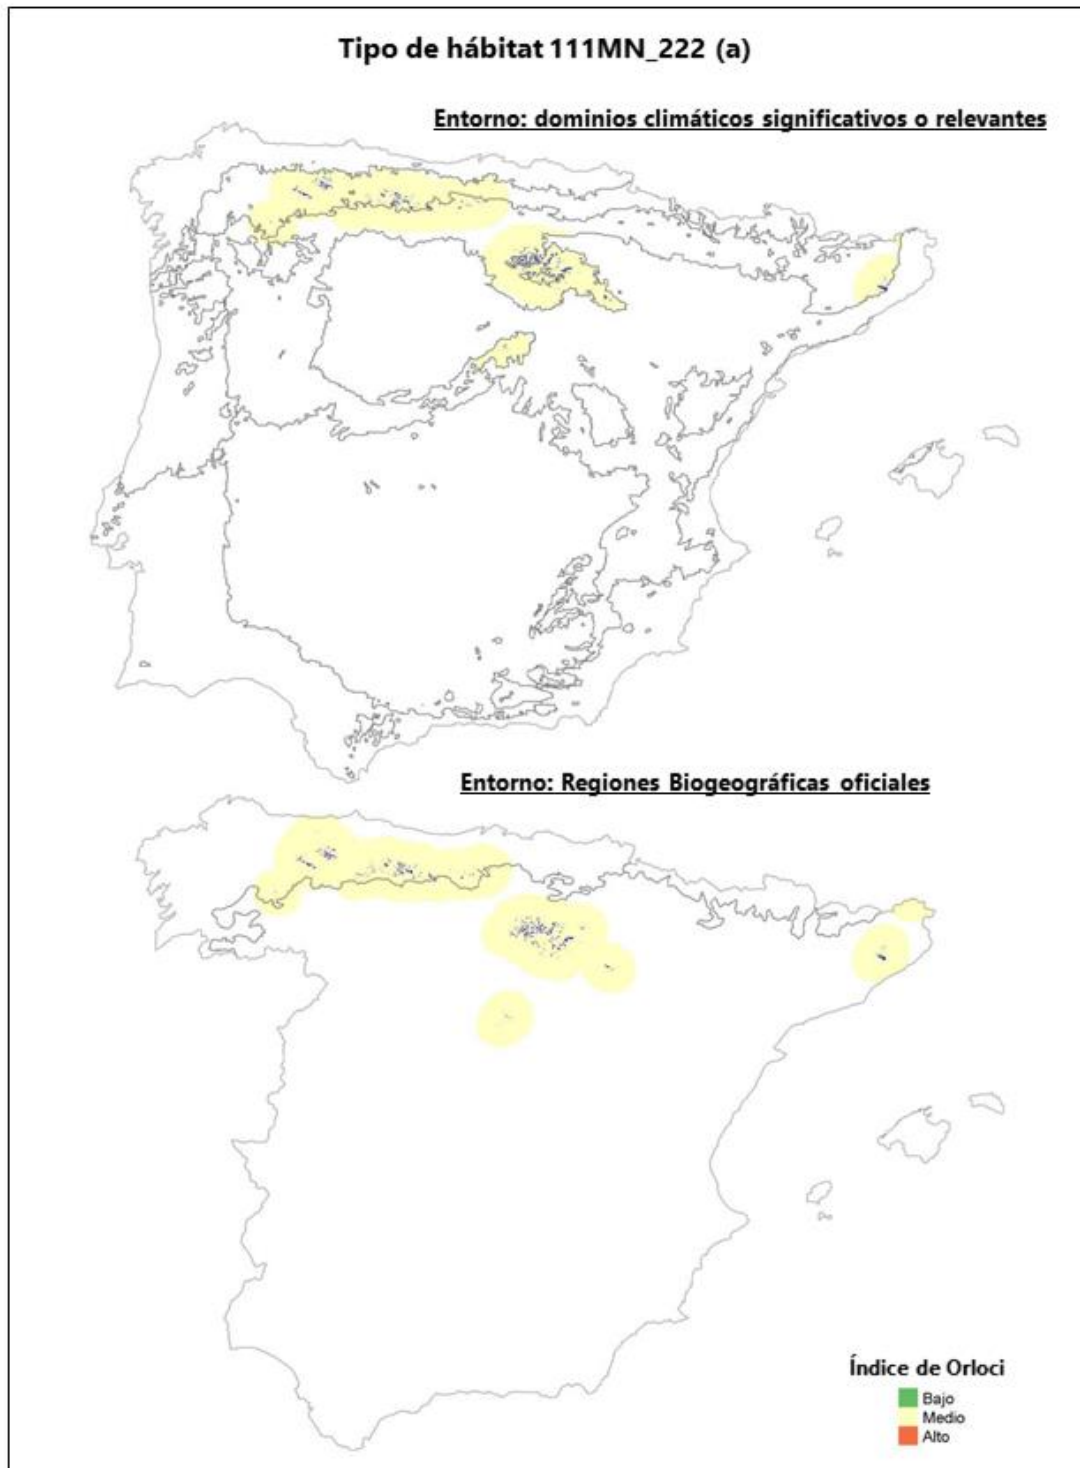 Tipo de hábitat 111MN_222 (a)
Entorno: dominios climáticos significativos o relevantes
Entorno: Regiones Biogeográficas oficiales
Índice de Orloci
Bajo
Medio
Alto